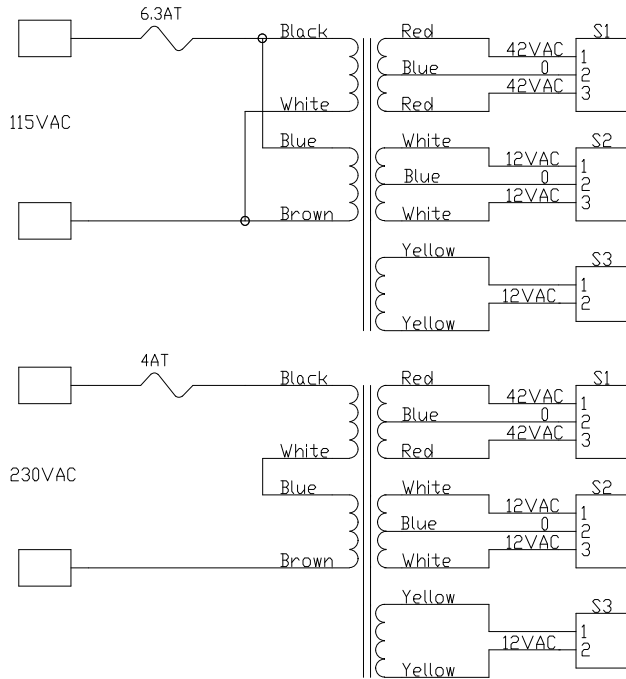 6.3AT
Black Red S1
42VAC 1
Blue 0 2
42VAC 3
White Red
115VAC
Blue White S2
12VAC 1
Blue 0 2
12VAC 3
Brown White
Yellow S3
1
12VAC 2
Yellow
4AT
Black Red S1
42VAC 1
Blue 0 2
42VAC 3
White Red
230VAC
Blue White S2
12VAC 1
Blue 0 2
12VAC 3
Brown White
Yellow S3
1
12VAC 2
Yellow